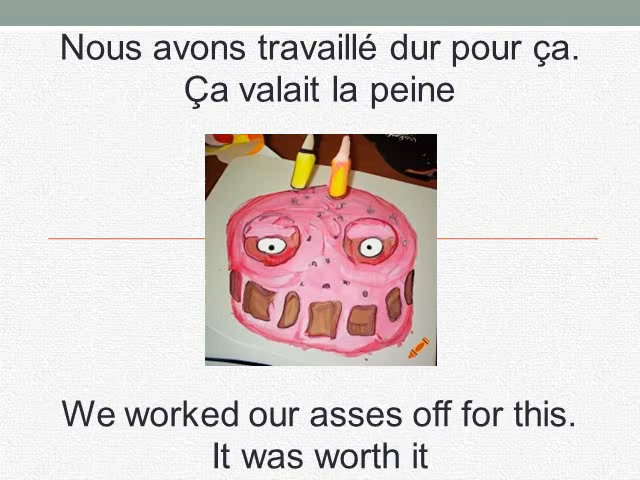 Nous avons travaillé dur pour ça.
Ça valait la peine
We worked our asses off for this.
It was worth it